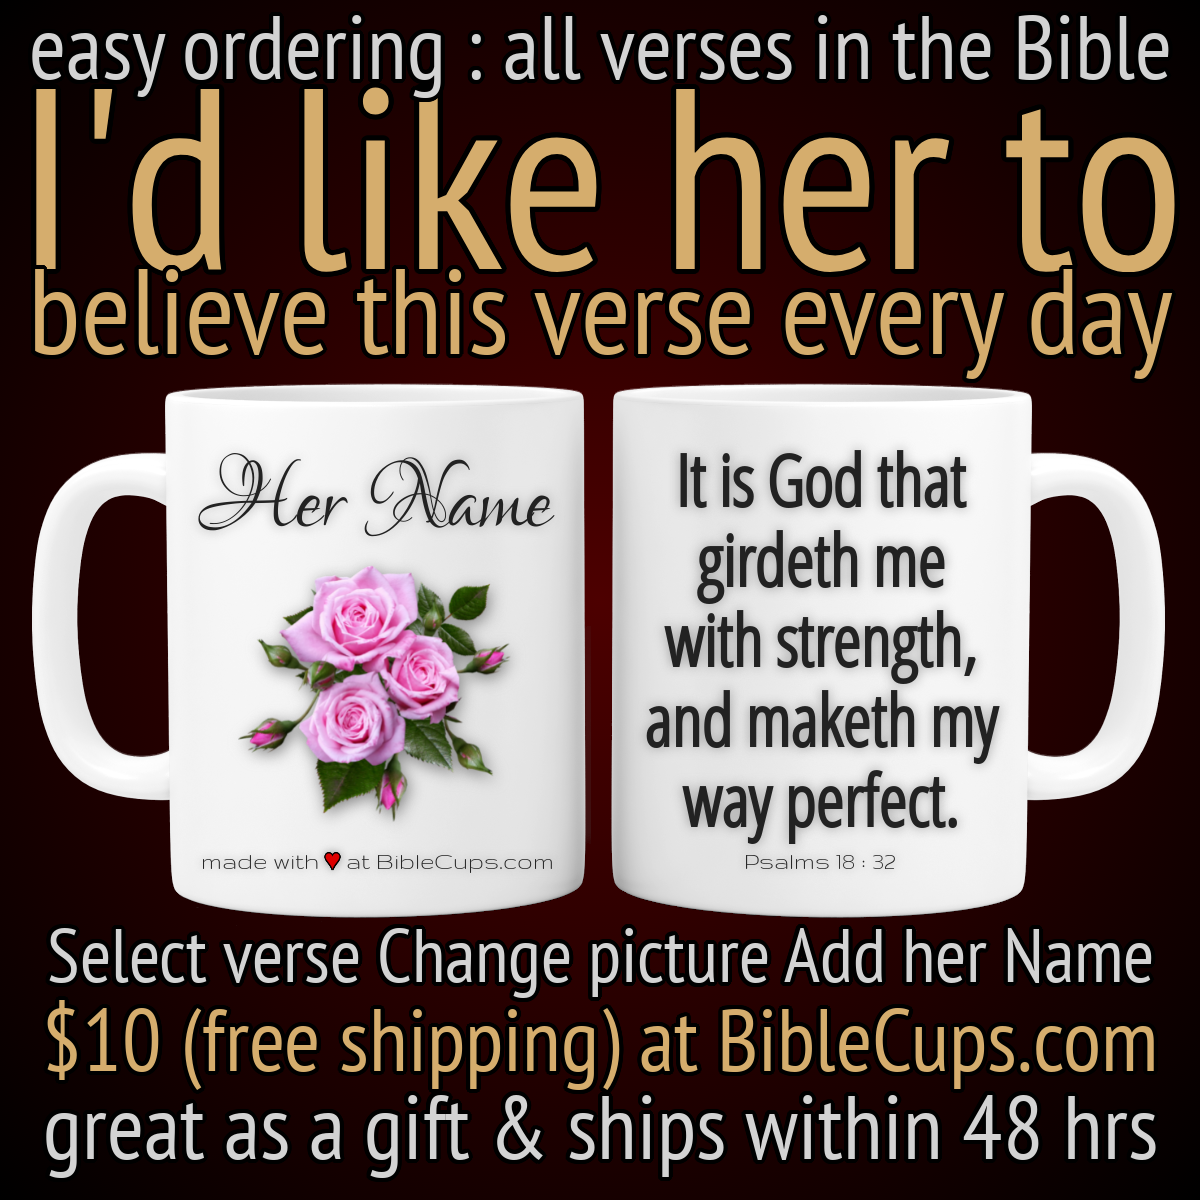 easy ordering : all verses in the Bible
I'd like her to
believe this verse every day
Her Name
made with ♥ at BibleCups.com
It is God that
girdeth me
with strength,
and maketh my
way perfect.
Psalms 18 : 32
Select verse Change picture Add her Name
$10 (free shipping) at BibleCups.com
great as a gift & ships within 48 hrs